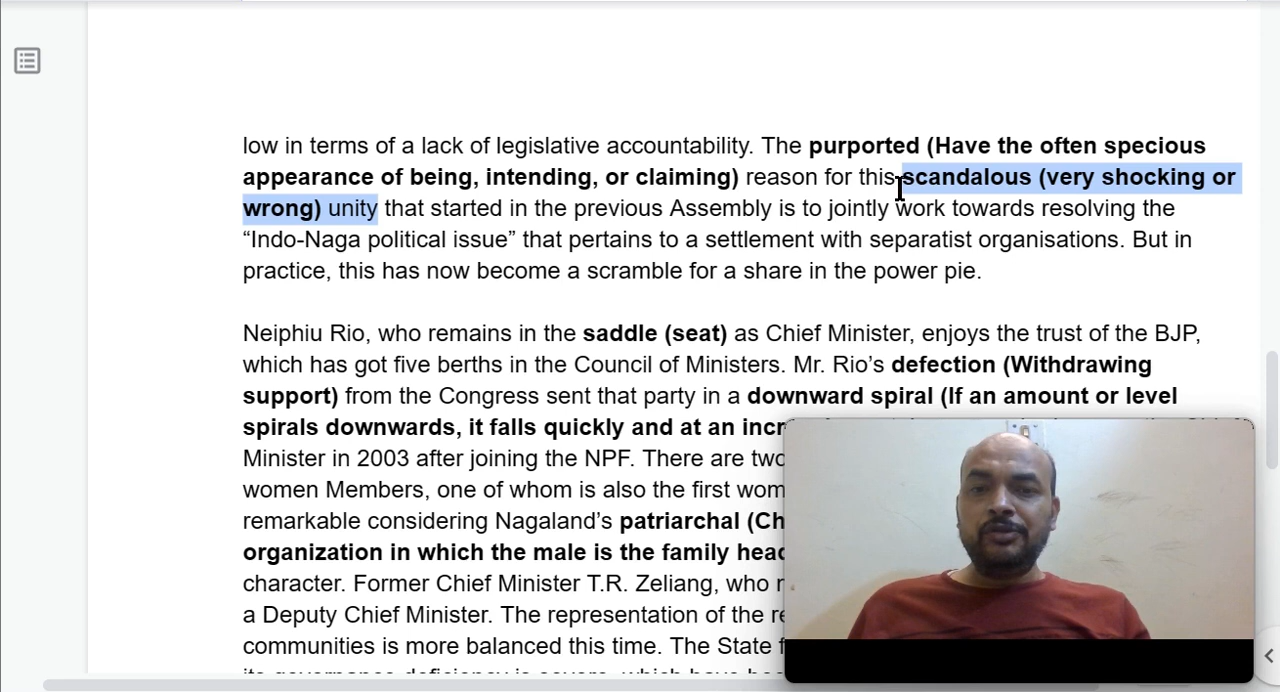 low in terms of a lack of legislative accountability. The purported (Have the often specious
appearance of being, intending, or claiming) reason for this scandalous (very shocking or
wrong) unity that started in the previous Assembly is to jointly work towards resolving the
“Indo-Naga political issue” that pertains to a settlement with separatist organisations. But in
practice, this has now become a scramble for a share in the power pie.
Neiphiu Rio, who remains in the saddle (seat) as Chief Minister, enjoys the trust of the BJP,
which has got five berths in the Council of Ministers. Mr. Rio’s defection (Withdrawing
support) from the Congress sent that party in a downward spiral (If an amount or level
spirals downwards, it falls quickly and at an
Minister in 2003 after joining the NPF. There are two
women Members, one of whom is also the first
remarkable considering Nagaland’s patriarchal
organization in which the male is the family
character. Former Chief Minister T.R. Zeliang, who
a Deputy Chief Minister. The representation of the
communities is more balanced this time. The State